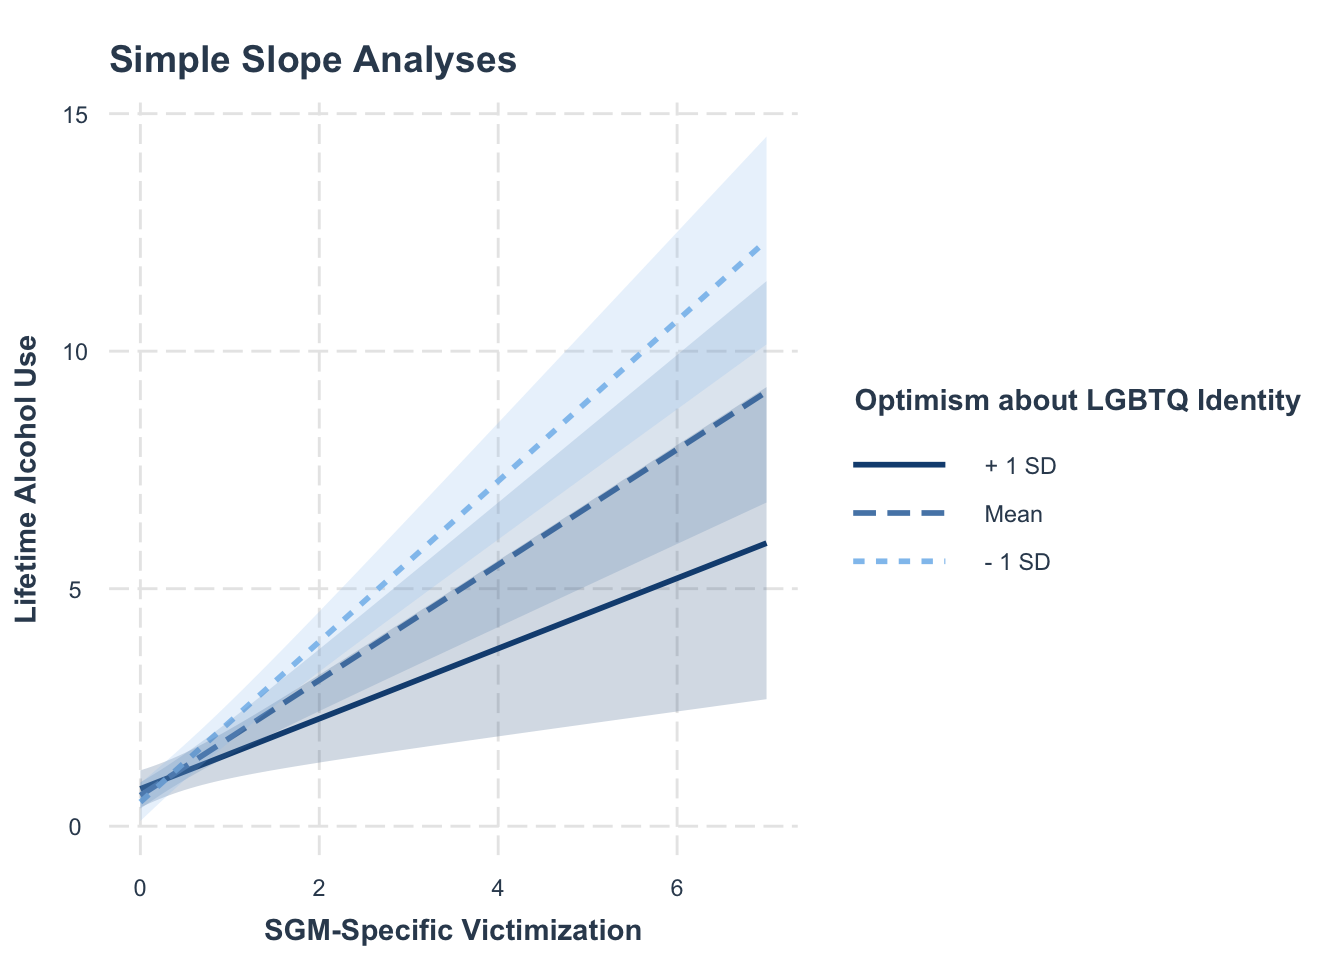 Simple Slope Analyses
15
10
5
0
0 2 4 6
Lifetime Alcohol Use
SGM-Specific Victimization
Optimism about LGBTQ Identity
+ 1 SD
Mean
- 1 SD